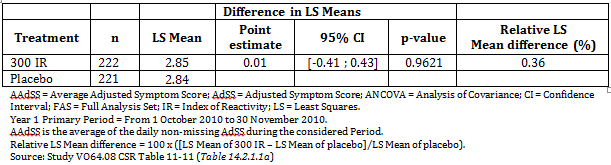 Difference in LS Means
Treatment n LS Mean Point estimate 95% CI p-value Relative LS Mean difference (%)
300 IR 222 2.85 0.01 [-0.41 ; 0.43] 0.9621 0.36
Placebo 221 2.84
AAdSS = Average Adjusted Symptom Score; AdSS = Adjusted Symptom Score; ANCOVA = Analysis of Covariance; CI = Confidence
Interval; FAS = Full Analysis Set; IR = Index of Reactivity; LS = Least Squares.
Year 1 Primary Period = From 1 October 2010 to 30 November 2010.
AAdSS is the average of the daily non-missing AdSS during the considered Period.
Relative LS Mean difference = 100 x ([LS Mean of 300 IR – LS Mean of placebo]/LS Mean of placebo).
Source: Study VO64.08 CSR Table 11-11 (Table 14.2.1.1a)